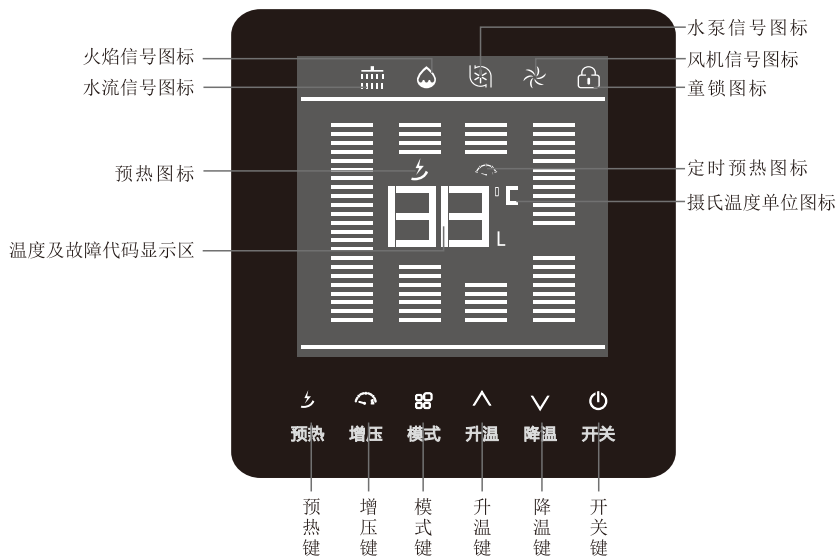 水泵信号图标
火焰信号图标
风机信号图标
水流信号图标
童锁图标
预热图标
定时预热图标
摄氏温度单位图标
温度及故障代码显示区
88°C
L
预热 增压 模式 升温 降温 开关
预热键
增压键
模式键
升温键
降温键
开关键